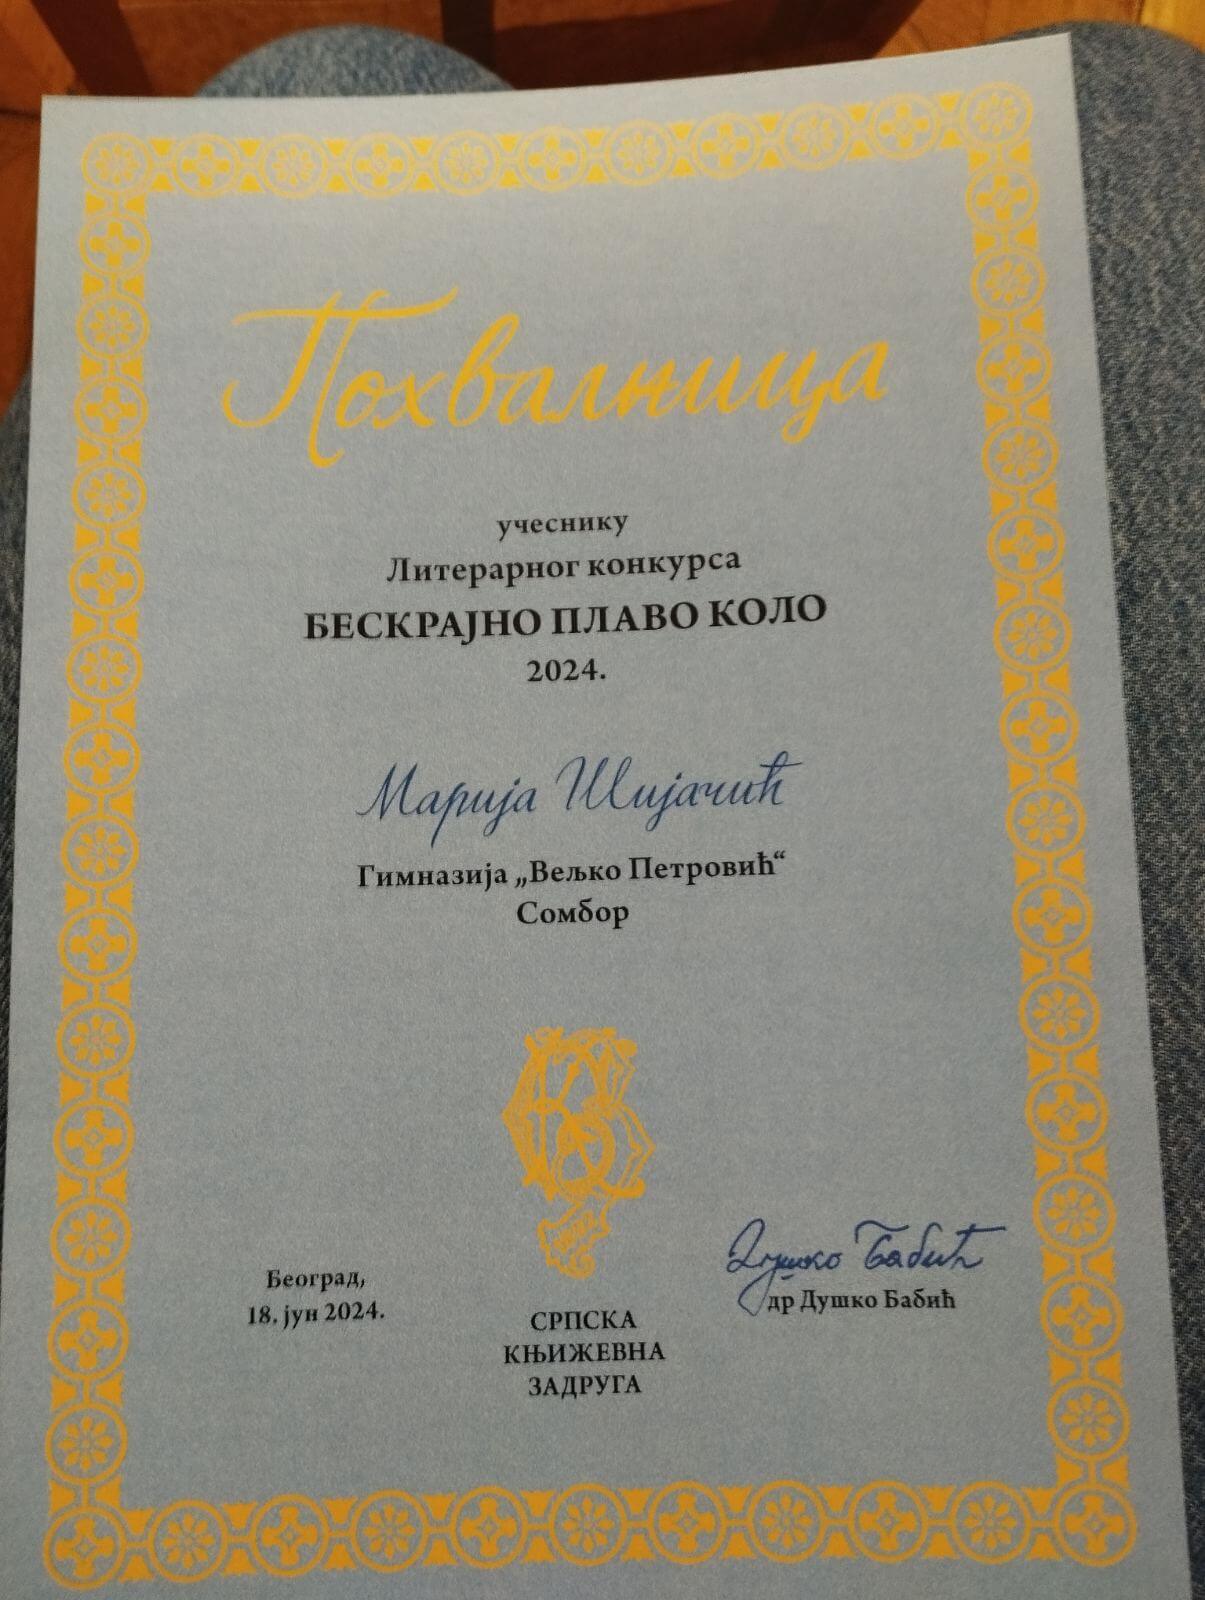 Похвалница
учеснику
Литерарног конкурса
БЕСКРАЈНО ПЛАВО КОЛО
2024.
Марија Шијачић
Гимназија „Вељко Петровић“
Сомбор
Душко Бабић
Београд,
18. јун 2024.
др Душко Бабић
СРПСКА
КЊИЖЕВНА
ЗАДРУГА